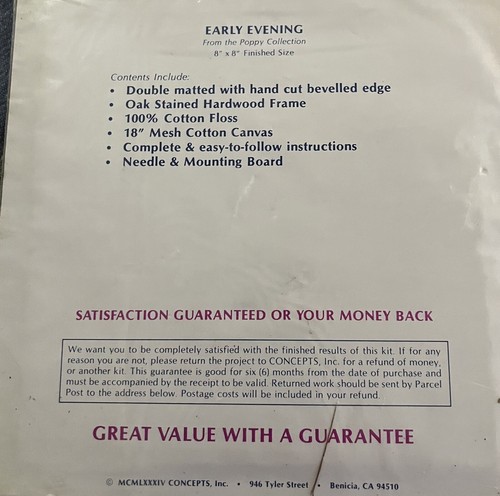 EARLY EVENING
From the Poppy Collection
8" x 8" Finished Size
Contents Include:
• Double matted with hand cut bevelled edge
• Oak Stained Hardwood Frame
• 100% Cotton Floss
• 18" Mesh Cotton Canvas
• Complete & easy-to-follow instructions
• Needle & Mounting Board
SATISFACTION GUARANTEED OR YOUR MONEY BACK
We want you to be completely satisfied with the finished results of this kit. If for any
reason you are not, please return the project to CONCEPTS, Inc. for a refund of money,
or another kit. This guarantee is good for six (6) months from the date of purchase and
must be accompanied by the receipt to be valid. Returned work should be sent by Parcel
Post to the address below. Postage costs will be included in your refund.
GREAT VALUE WITH A GUARANTEE
© MCMLXXXIV CONCEPTS, Inc. • 946 Tyler Street • Benicia, CA 94510